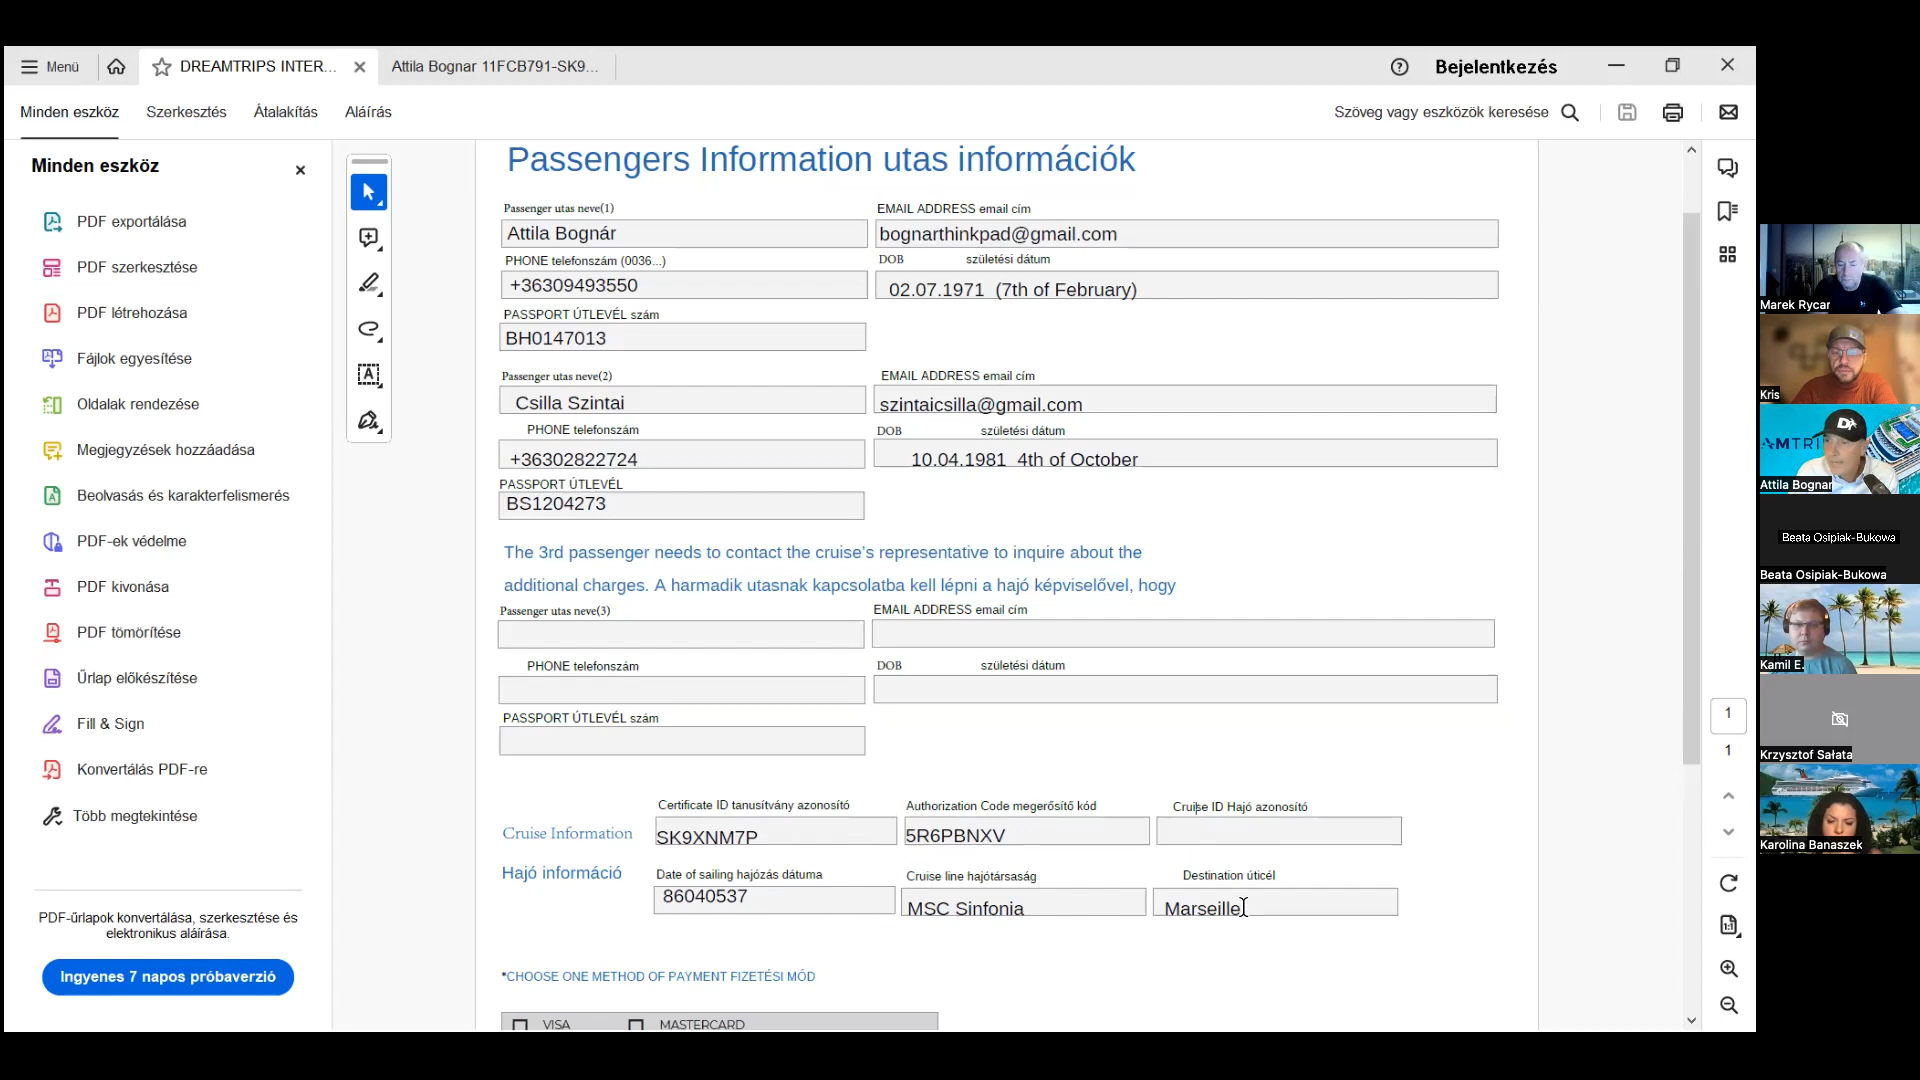 Menü
DREAMTRIPS INTER...
Attila Bognar 11FCB791-SK9...
Bejelentkezés
Minden eszköz
Szerkesztés
Átalakítás
Aláírás
Szöveg vagy eszközök keresése
Minden eszköz
PDF exportálása
PDF szerkesztése
PDF létrehozása
Fájlok egyesítése
Oldalak rendezése
Megjegyzések hozzáadása
Beolvasás és karakterfelismerés
PDF-ek védelme
PDF kivonása
PDF tömörítése
Űrlap előkészítése
Fill & Sign
Konvertálás PDF-re
Több megtekintése
PDF-űrlapok konvertálása, szerkesztése és
elektronikus aláírása.
Ingyenes 7 napos próbaverzió
Passengers Information utas információk
Passenger utas neve(1)
EMAIL ADDRESS email cím
Attila Bognár
bognarthinkpad@gmail.com
PHONE telefonszám (0036...)
DOB születési dátum
+36309493550
02.07.1971 (7th of February)
PASSPORT ÚTLEVÉL szám
BH0147013
Passenger utas neve(2)
EMAIL ADDRESS email cím
Csilla Szintai
szintaicsilla@gmail.com
PHONE telefonszám
DOB születési dátum
+36302822724
10.04.1981 4th of October
PASSPORT ÚTLEVÉL
BS1204273
The 3rd passenger needs to contact the cruise's representative to inquire about the
additional charges. A harmadik utasnak kapcsolatba kell lépni a hajó képviselővel, hogy
Passenger utas neve(3)
EMAIL ADDRESS email cím
PHONE telefonszám
DOB születési dátum
PASSPORT ÚTLEVÉL szám
Certificate ID tanusítvány azonosító
Authorization Code megerősítő kód
Cruise ID Hajó azonosító
Cruise Information
SK9XNM7P
5R6PBNXV
Hajó információ
Date of sailing hajózás dátuma
Cruise line hajótársaság
Destination úticél
86040537
MSC Sinfonia
Marseille
*CHOOSE ONE METHOD OF PAYMENT FIZETÉSI MÓD
VISA
MASTERCARD
1
1
Marek Rycar
Kris
AMTRI
Attila Bognar
Beata Osipiak-Bukowa
Beata Osipiak-Bukowa
Kamil E.
Krzysztof Sałata
Karolina Banaszek